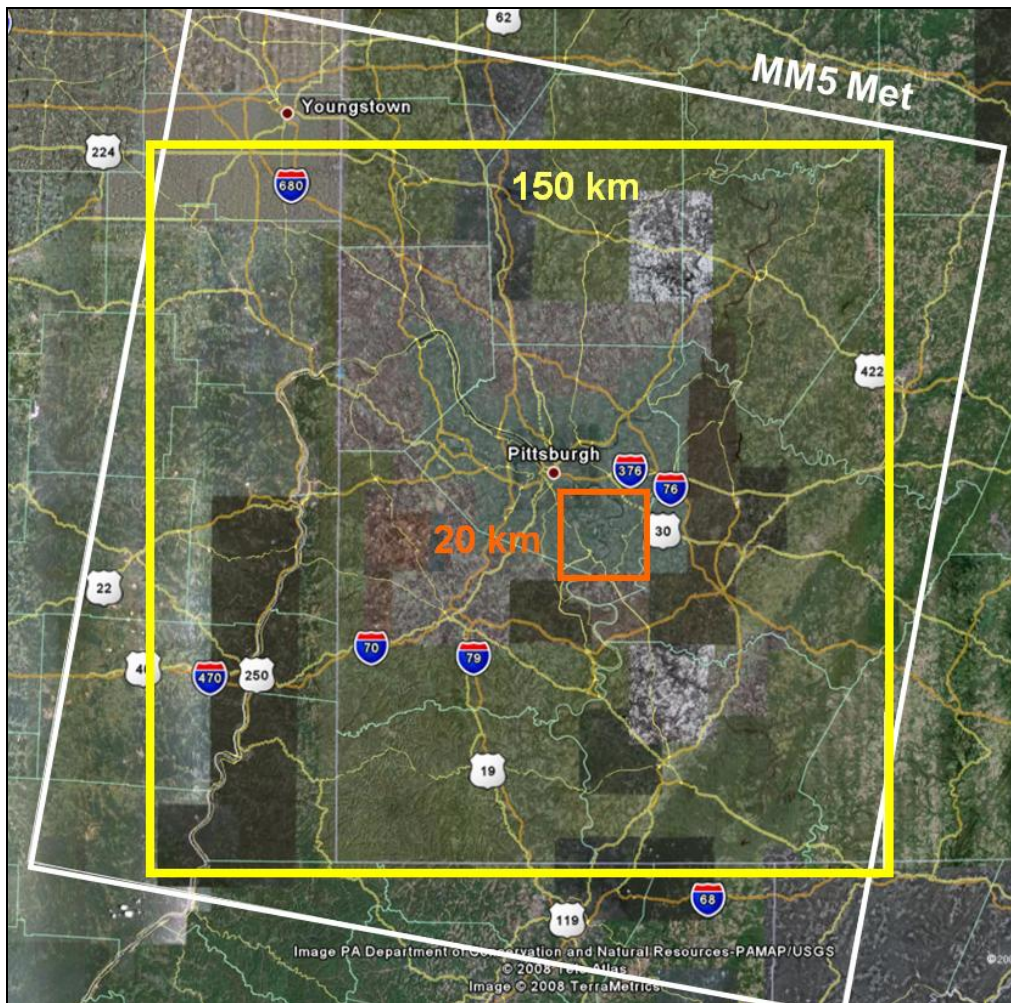 62
MM5 Met
Youngstown
224
680
150 km
422
Pittsburgh
376
76
20 km
30
22
70
79
470
250
19
68
119
Image PA Department of Conservation and Natural Resources-PAMAP/USGS
© 2008 Tele Atlas
Image © 2008 TerraMetrics